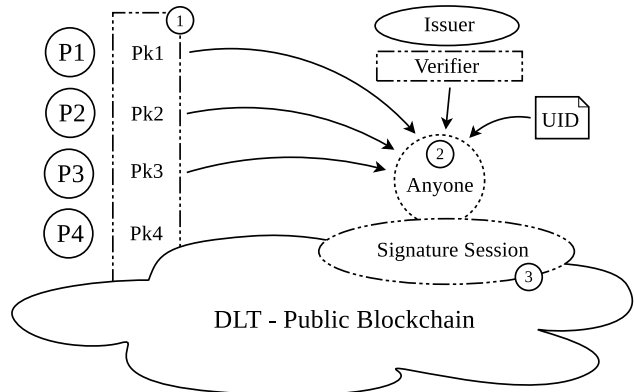 1
Issuer
P1 Pk1
Verifier
P2 Pk2
UID
2
P3 Pk3
Anyone
P4 Pk4
Signature Session
3
DLT - Public Blockchain